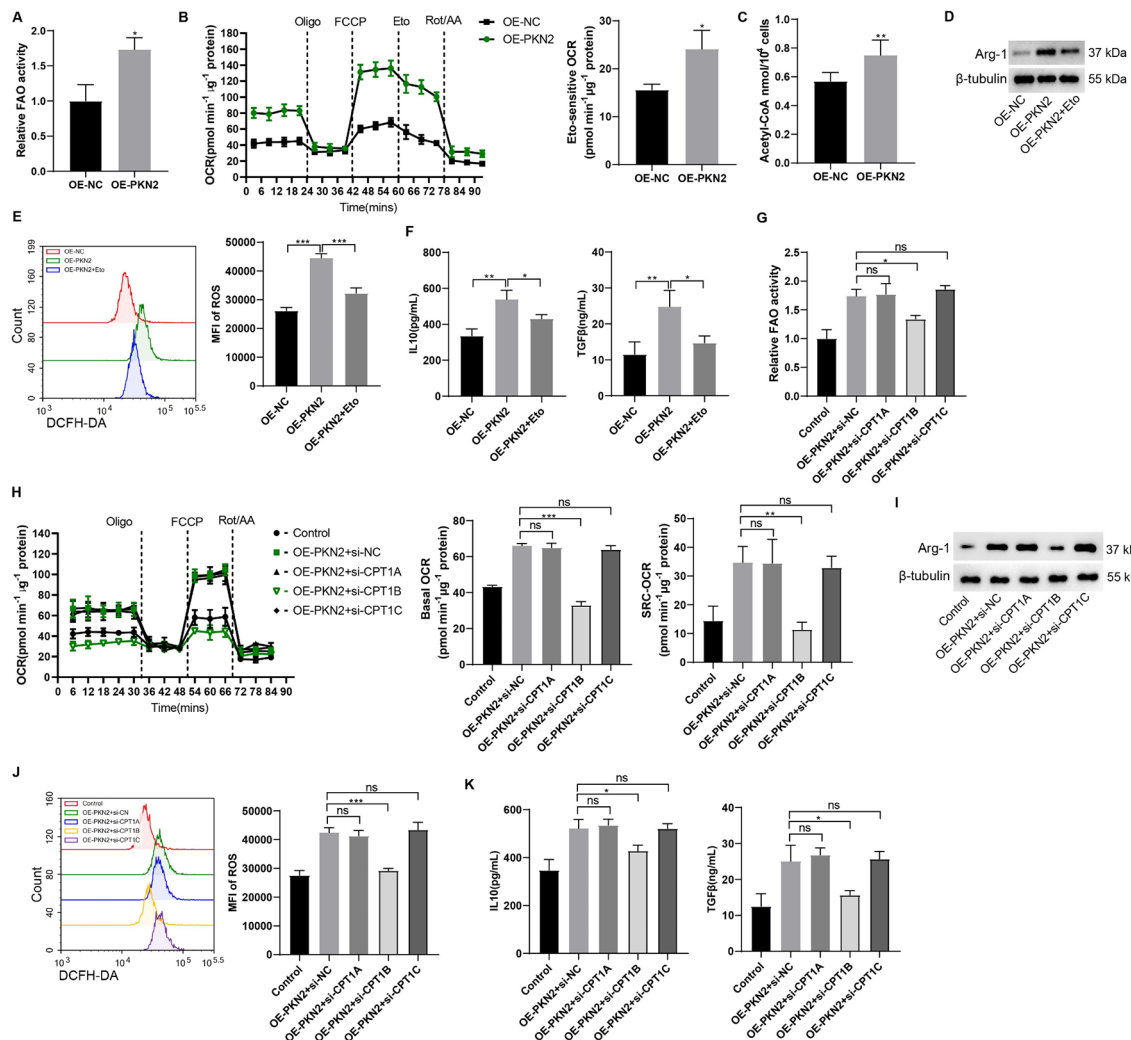 A
Relative FAO activity
2.0
1.5
1.0
0.5
0.0
*
OE-NC
OE-PKN2
B
Oligo
FCCP
Eto
Rot/AA
OE-NC
OE-PKN2
OCR(pmol min⁻¹ μg⁻¹ protein)
180
160
140
120
100
80
60
40
20
0
0 6 12 18 24 30 36 42 48 54 60 66 72 78 84 90
Time(mins)
Eto-sensitive OCR
(pmol min⁻¹ μg⁻¹ protein)
30
20
10
0
*
OE-NC
OE-PKN2
C
Acetyl-CoA nmol/10⁴ cells
1.0
0.8
0.6
0.4
0.2
0.0
**
OE-NC
OE-PKN2
D
Arg-1
37 kDa
β-tubulin
55 kDa
OE-NC
OE-PKN2
OE-PKN2+Eto
E
OE-NC
OE-PKN2
OE-PKN2+Eto
Count
199
160
120
80
40
0
10³ 10⁴ 10⁵ 10⁵·⁵
DCFH-DA
MFI of ROS
50000
40000
30000
20000
10000
0
*** ***
OE-NC
OE-PKN2
OE-PKN2+Eto
F
IL10(pg/mL)
800
600
400
200
0
** *
OE-NC
OE-PKN2
OE-PKN2+Eto
TGFβ(ng/mL)
40
30
20
10
0
** *
OE-NC
OE-PKN2
OE-PKN2+Eto
G
Relative FAO activity
2.5
2.0
1.5
1.0
0.5
0.0
ns
*
ns
Control
OE-PKN2+si-NC
OE-PKN2+si-CPT1A
OE-PKN2+si-CPT1B
OE-PKN2+si-CPT1C
H
Oligo
FCCP
Rot/AA
Control
OE-PKN2+si-NC
OE-PKN2+si-CPT1A
OE-PKN2+si-CPT1B
OE-PKN2+si-CPT1C
OCR(pmol min⁻¹ μg⁻¹ protein)
140
120
100
80
60
40
20
0
0 6 12 18 24 30 36 42 48 54 60 66 72 78 84 90
Time(mins)
Basal OCR
(pmol min⁻¹ μg⁻¹ protein)
80
60
40
20
0
ns
***
ns
Control
OE-PKN2+si-NC
OE-PKN2+si-CPT1A
OE-PKN2+si-CPT1B
OE-PKN2+si-CPT1C
SRC-OCR
(pmol min⁻¹ μg⁻¹ protein)
50
40
30
20
10
0
ns
**
ns
Control
OE-PKN2+si-NC
OE-PKN2+si-CPT1A
OE-PKN2+si-CPT1B
OE-PKN2+si-CPT1C
I
Arg-1
37 k
β-tubulin
55 k
Control
OE-PKN2+si-NC
OE-PKN2+si-CPT1A
OE-PKN2+si-CPT1B
OE-PKN2+si-CPT1C
J
Control
OE-PKN2+si-CN
OE-PKN2+si-CPT1A
OE-PKN2+si-CPT1B
OE-PKN2+si-CPT1C
Count
160
120
80
40
0
10³ 10⁴ 10⁵ 10⁵·⁵
DCFH-DA
MFI of ROS
50000
40000
30000
20000
10000
0
ns
***
ns
Control
OE-PKN2+si-NC
OE-PKN2+si-CPT1A
OE-PKN2+si-CPT1B
OE-PKN2+si-CPT1C
K
IL10(pg/mL)
600
400
200
0
ns
*
ns
Control
OE-PKN2+si-NC
OE-PKN2+si-CPT1A
OE-PKN2+si-CPT1B
OE-PKN2+si-CPT1C
TGFβ(ng/mL)
40
30
20
10
0
ns
*
ns
Control
OE-PKN2+si-NC
OE-PKN2+si-CPT1A
OE-PKN2+si-CPT1B
OE-PKN2+si-CPT1C